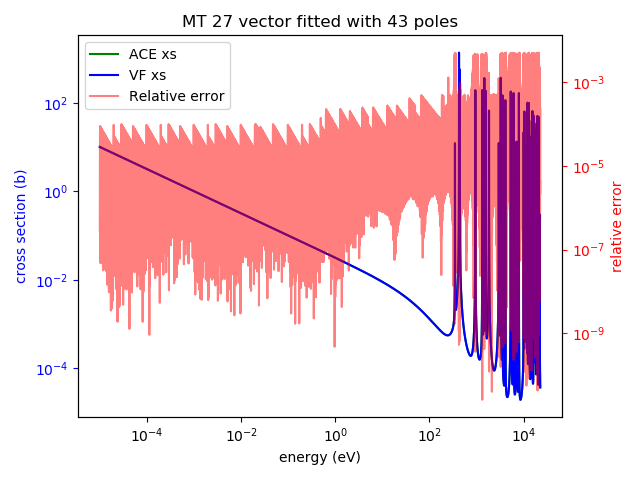 MT 27 vector fitted with 43 poles
ACE xs
VF xs
Relative error
cross section (b)
10^2
10^0
10^-2
10^-4
10^-3
10^-5
10^-7
10^-9
relative error
10^-4
10^-2
10^0
10^2
10^4
energy (eV)